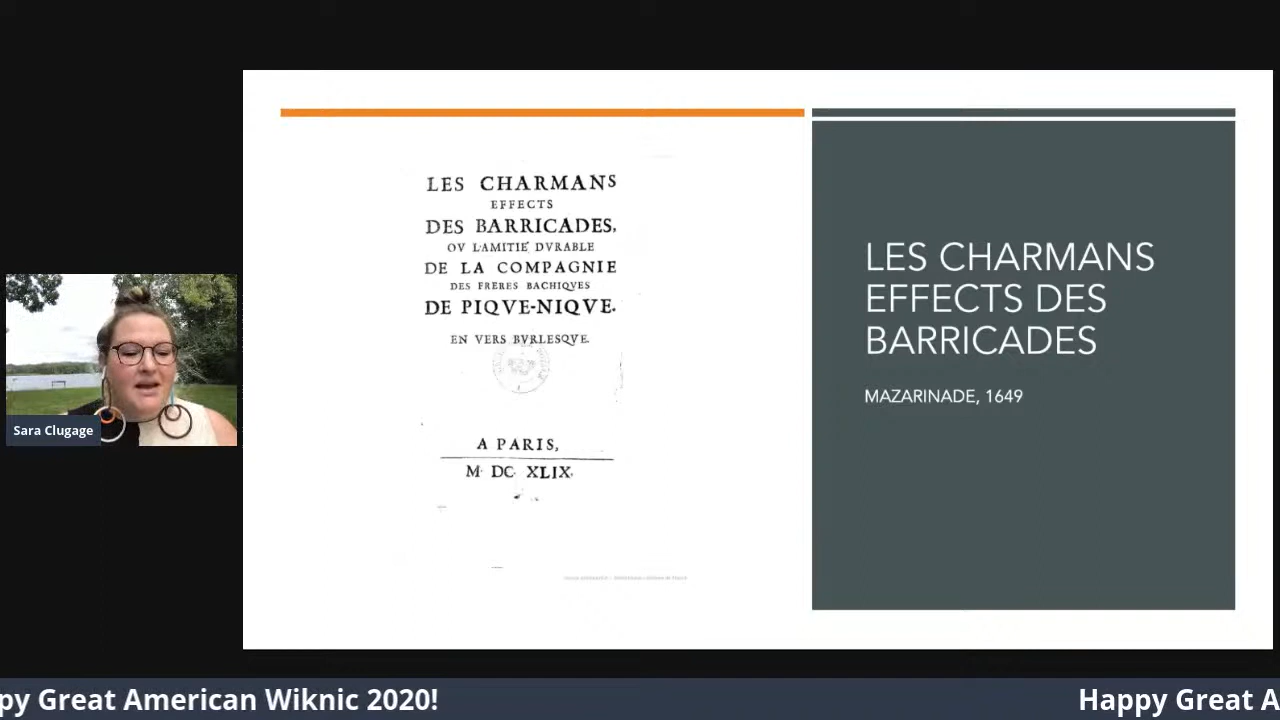 LES CHARMANS
EFFECTS
DES BARRICADES,
OV L'AMITIÉ DVRABLE
DE LA COMPAGNIE
DES FRERES BACHIQVES
DE PIQVE-NIQVE.
EN VERS BVRLESQVE.
A PARIS,
M. DC. XLIX.
LES CHARMANS
EFFECTS DES
BARRICADES
MAZARINADE, 1649
Sara Clugage
py Great American Wiknic 2020!
Happy Great A